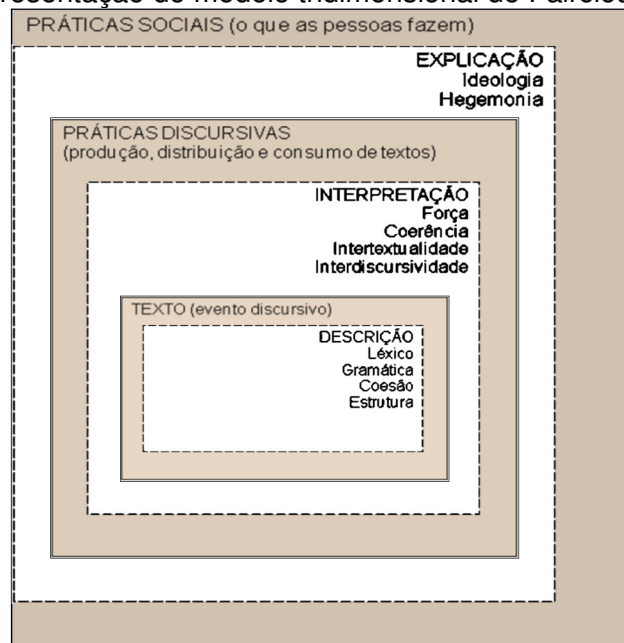 PRÁTICAS SOCIAIS (o que as pessoas fazem)
EXPLICAÇÃO
Ideologia
Hegemonia
PRÁTICAS DISCURSIVAS
(produção, distribuição e consumo de textos)
INTERPRETAÇÃO
Força
Coerência
Intertextualidade
Interdiscursividade
TEXTO (evento discursivo)
DESCRIÇÃO
Léxico
Gramática
Coesão
Estrutura